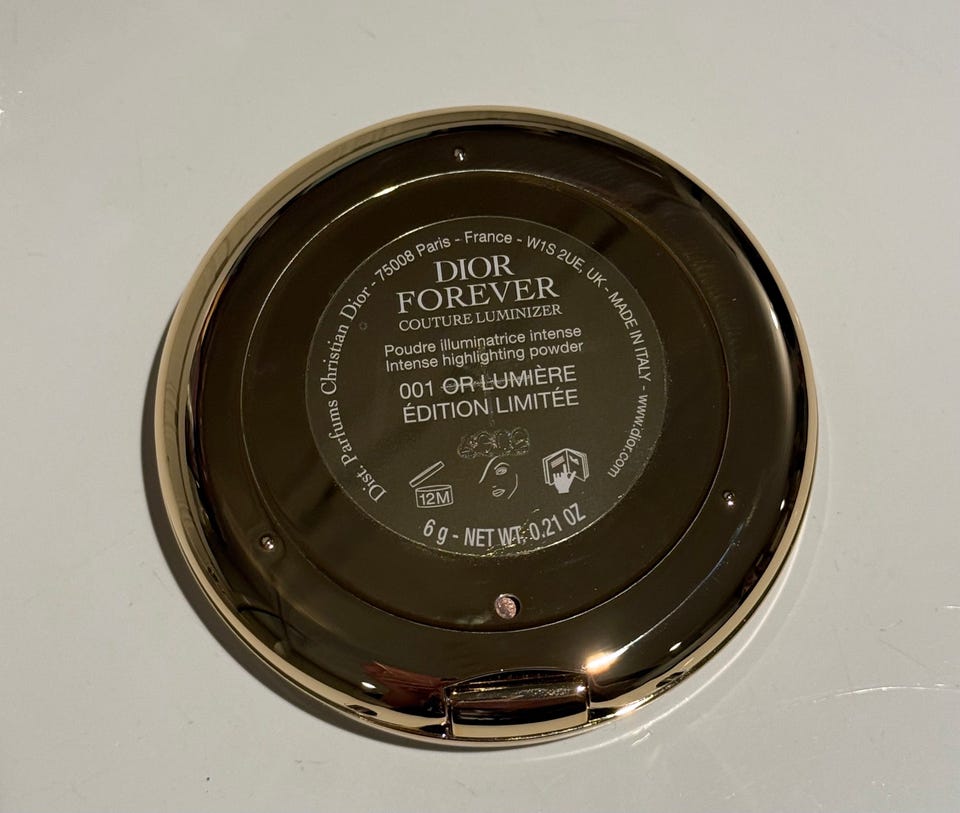 Dist. Parfums Christian Dior - 75008 Paris - France - W1S 2UE, UK - MADE IN ITALY - www.dior.com
DIOR
FOREVER
COUTURE LUMINIZER
Poudre illuminatrice intense
Intense highlighting powder
001 OR LUMIÈRE
ÉDITION LIMITÉE
12M
6 g - NET WT. 0.21 OZ